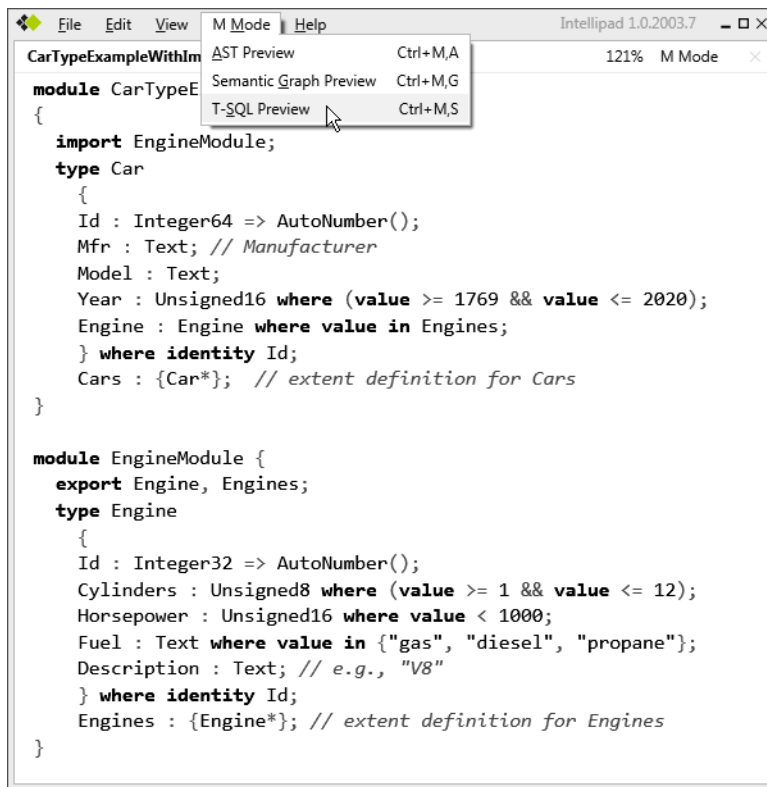 File Edit View M Mode Help Intellipad 1.0.2003.7
CarTypeExampleWithIm 121% M Mode
AST Preview Ctrl+M,A
Semantic Graph Preview Ctrl+M,G
T-SQL Preview Ctrl+M,S
module CarTypeE
{
import EngineModule;
type Car
{
Id : Integer64 => AutoNumber();
Mfr : Text; // Manufacturer
Model : Text;
Year : Unsigned16 where (value >= 1769 && value <= 2020);
Engine : Engine where value in Engines;
} where identity Id;
Cars : {Car*}; // extent definition for Cars
}
module EngineModule {
export Engine, Engines;
type Engine
{
Id : Integer32 => AutoNumber();
Cylinders : Unsigned8 where (value >= 1 && value <= 12);
Horsepower : Unsigned16 where value < 1000;
Fuel : Text where value in {"gas", "diesel", "propane"};
Description : Text; // e.g., "V8"
} where identity Id;
Engines : {Engine*}; // extent definition for Engines
}